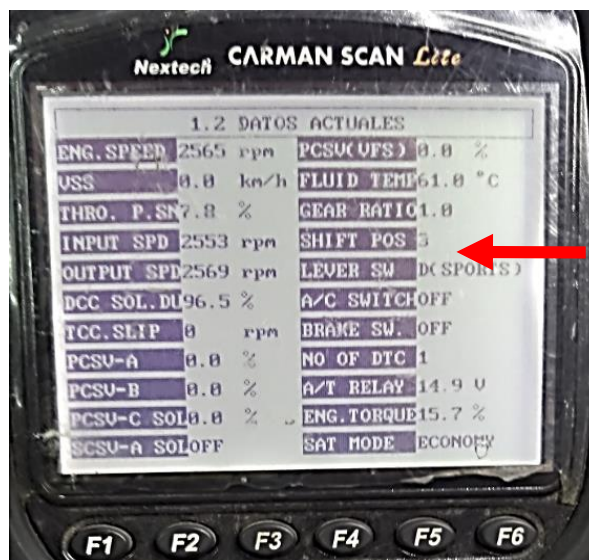 Nextech CARMAN SCAN Lite
1.2 DATOS ACTUALES
ENG.SPEED 2565 rpm PCSV(VFS) 0.0 %
VSS 0.0 km/h FLUID TEMP 61.0 °C
THRO. P.SN 7.8 % GEAR RATIO 1.0
INPUT SPD 2553 rpm SHIFT POS 3
OUTPUT SPD 2569 rpm LEVER SW D(SPORTS)
DCC SOL.DU 96.5 % A/C SWITCH OFF
TCC.SLIP 0 rpm BRAKE SW. OFF
PCSV-A 0.0 % NO OF DTC 1
PCSV-B 0.0 % A/T RELAY 14.9 V
PCSV-C SOL 0.0 % ENG.TORQUE 15.7 %
SCSV-A SOL OFF SAT MODE ECONOMY
F1 F2 F3 F4 F5 F6